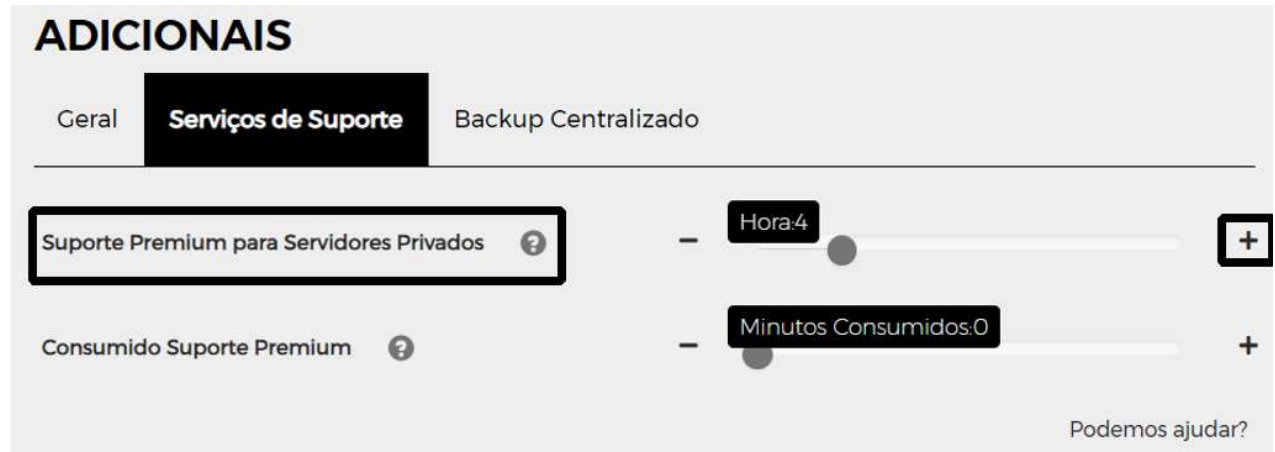 ADICIONAIS
Geral Serviços de Suporte Backup Centralizado
Suporte Premium para Servidores Privados ? - Hora:4 +
Consumido Suporte Premium ? - Minutos Consumidos:0 +
Podemos ajudar?